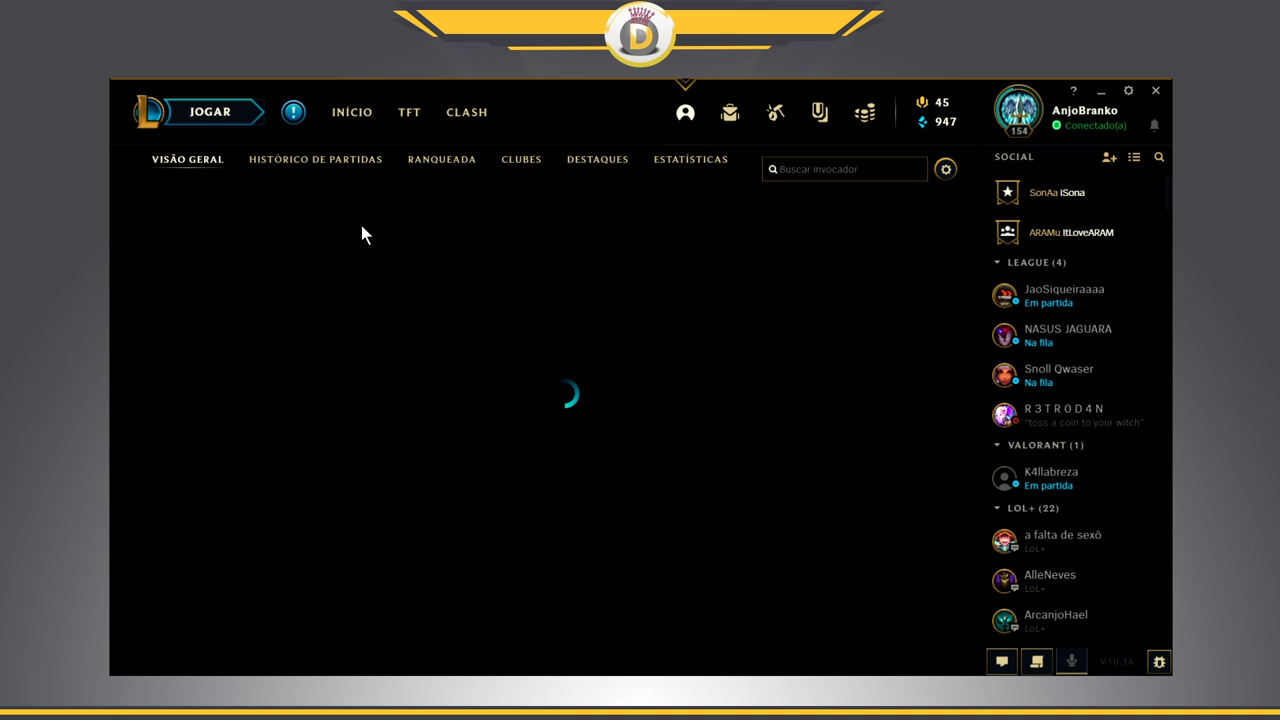 D
JOGAR
INÍCIO
TFT
CLASH
45
947
?
154
AnjoBranko
Conectado(a)
VISÃO GERAL
HISTÓRICO DE PARTIDAS
RANQUEADA
CLUBES
DESTAQUES
ESTATÍSTICAS
Buscar invocador
SOCIAL
SonAa iSona
ARAMu ItLoveARAM
LEAGUE (4)
JaoSiqueiraaaa
Em partida
NASUS JAGUARA
Na fila
Snoll Qwaser
Na fila
R 3 T R 0 D 4 N
"toss a coin to your witch"
VALORANT (1)
K4llabreza
Em partida
LOL+ (22)
a falta de sexö
LoL+
AlleNeves
LoL+
ArcanjoHael
LoL+
V10.16